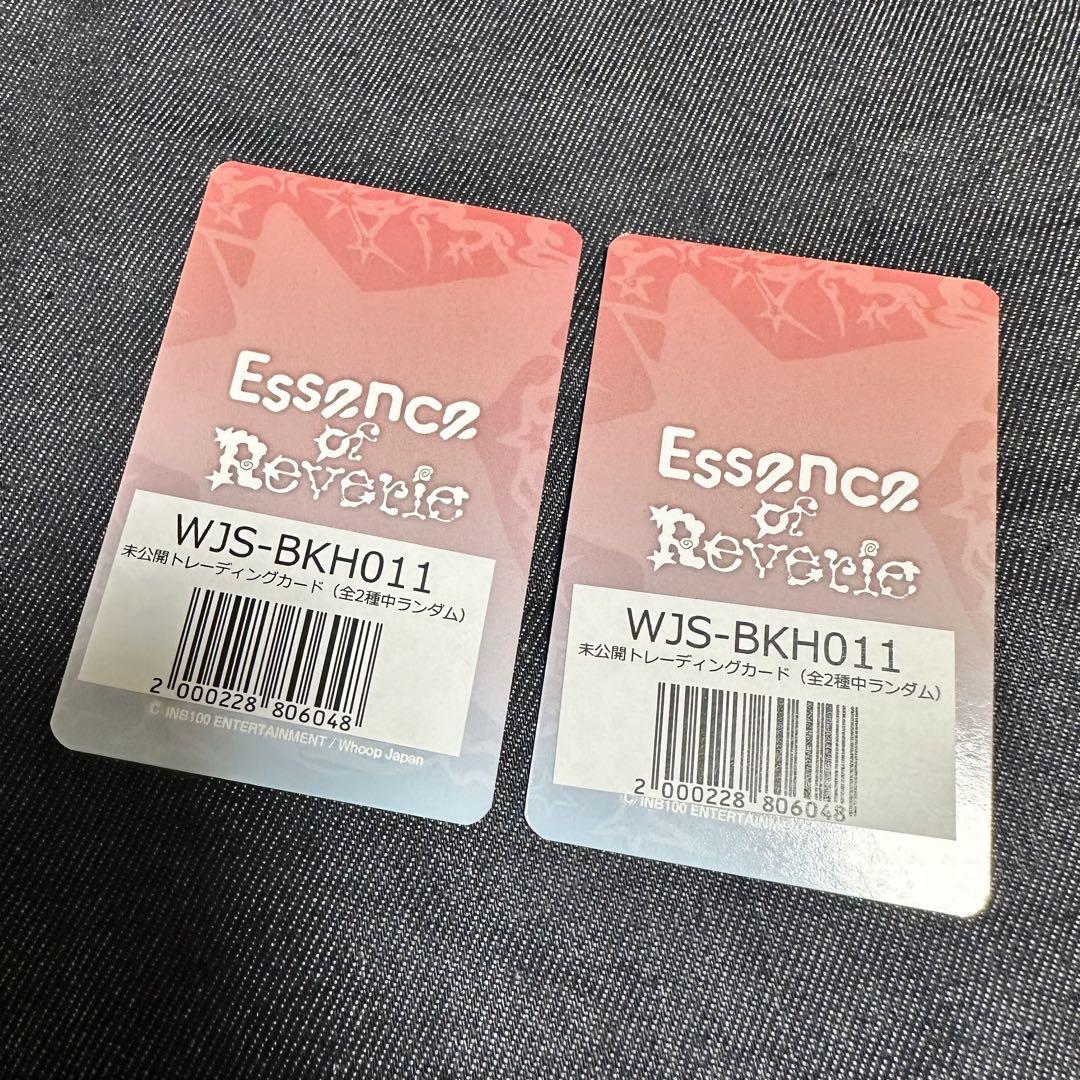 Essence
of
Reverie
WJS-BKH011
未公開トレーディングカード（全2種中ランダム）
2 000228 806048
© INB100 ENTERTAINMENT / Whoop Japan
Essence
of
Reverie
WJS-BKH011
未公開トレーディングカード（全2種中ランダム）
2 000228 806048
© INB100 ENTERTAINM